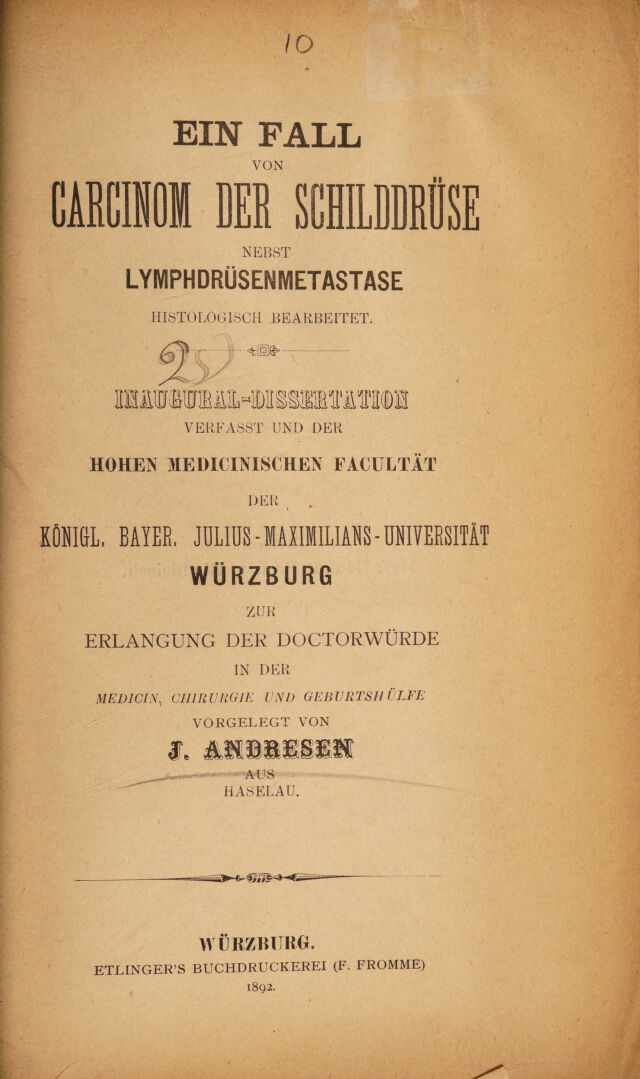 10
EIN FALL
VON
CARCINOM DER SCHILDDRÜSE
NEBST
LYMPHDRÜSENMETASTASE
HISTOLOGISCH BEARBEITET.
INAUGURAL-DISSERTATION
VERFASST UND DER
HOHEN MEDICINISCHEN FACULTÄT
DER
KÖNIGL. BAYER. JULIUS-MAXIMILIANS-UNIVERSITÄT
WÜRZBURG
ZUR
ERLANGUNG DER DOCTORWÜRDE
IN DER
MEDICIN, CHIRURGIE UND GEBURTSHÜLFE
VORGELEGT VON
J. ANDRESEN
AUS
HASELAU.
WÜRZBURG.
ETLINGER'S BUCHDRUCKEREI (F. FROMME)
1892.